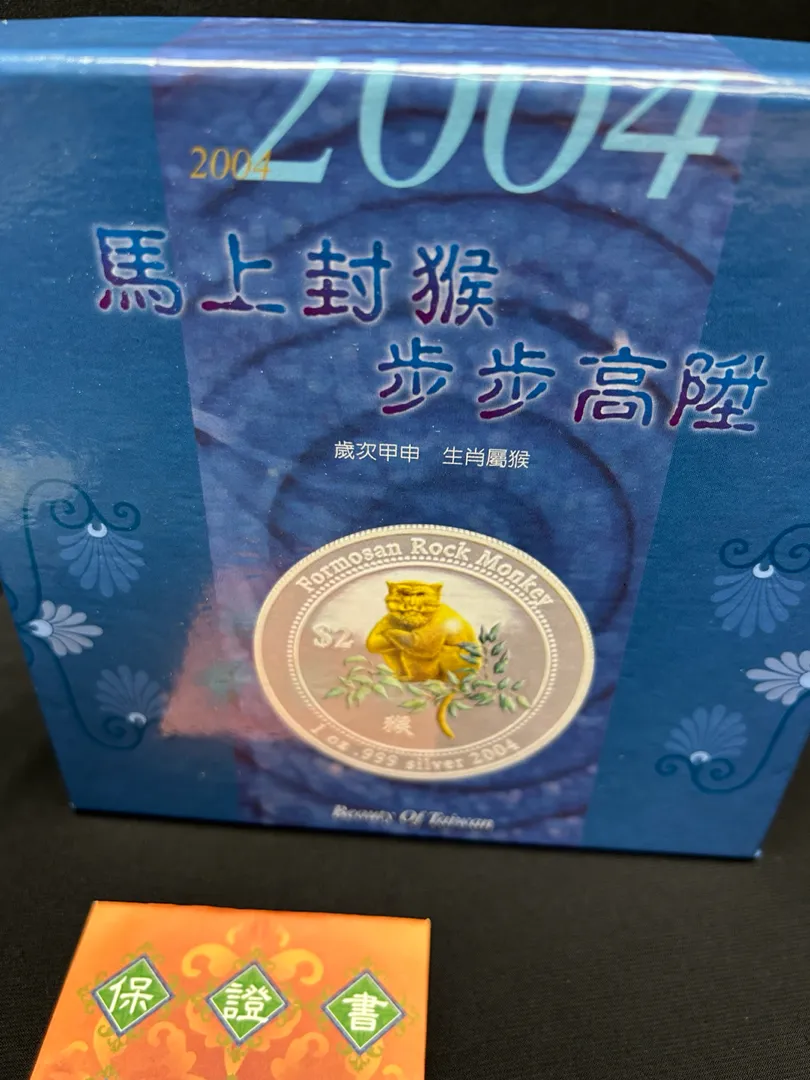 2004
2004
馬上封猴
步步高陞
歲次甲申 生肖屬猴
Formosan Rock Monkey
$2
猴
1 oz .999 silver 2004
Beauty Of Taiwan
保證書